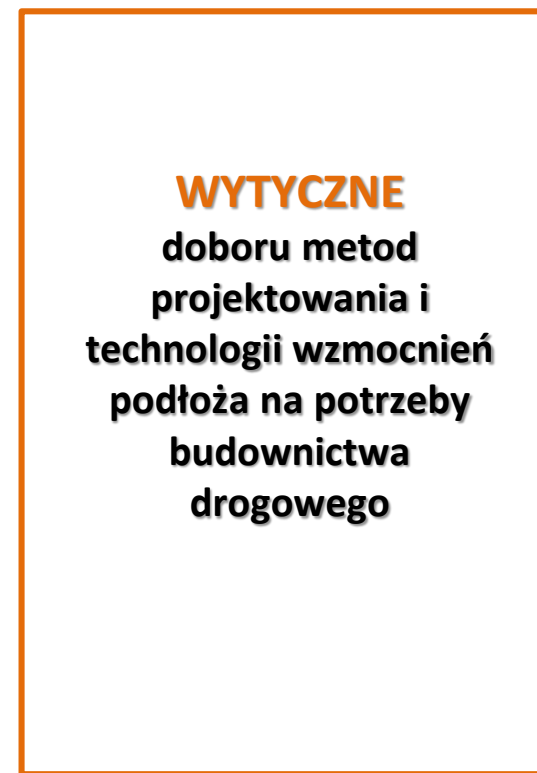 WYTYCZNE
doboru metod
projektowania i
technologii wzmocnień
podłoża na potrzeby
budownictwa
drogowego